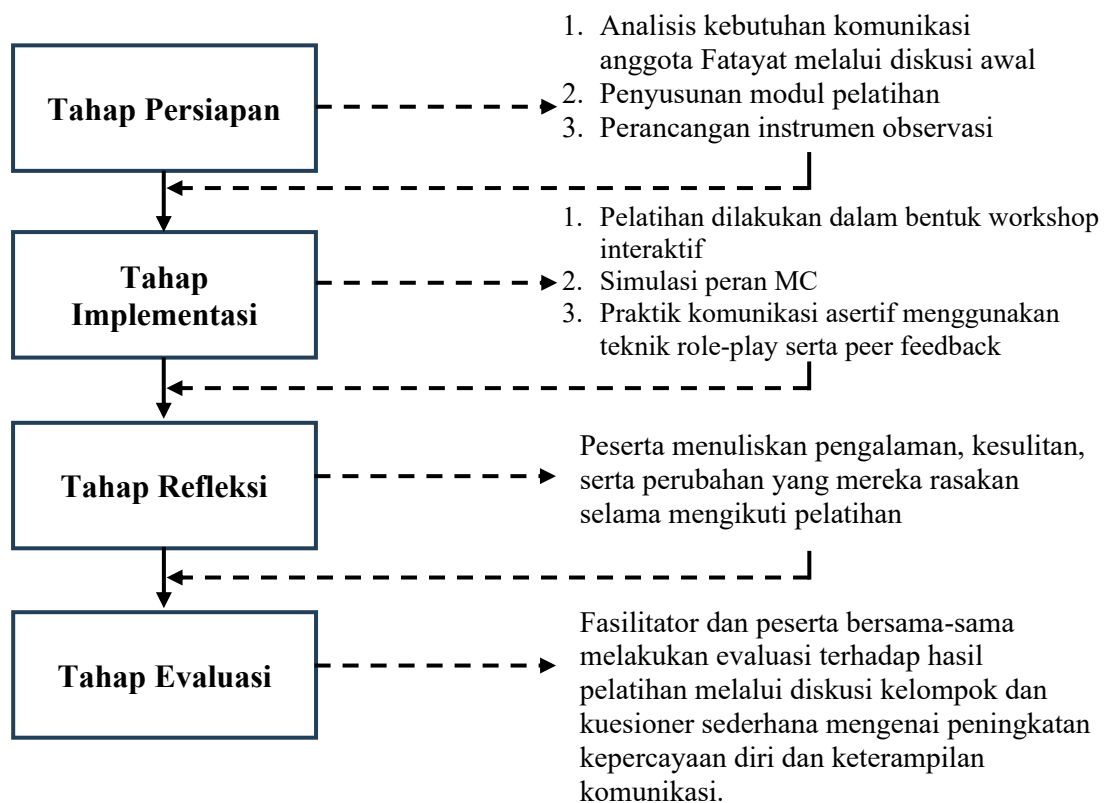 Tahap Persiapan
1. Analisis kebutuhan komunikasi
anggota Fatayat melalui diskusi awal
2. Penyusunan modul pelatihan
3. Perancangan instrumen observasi
Tahap
Implementasi
1. Pelatihan dilakukan dalam bentuk workshop
interaktif
2. Simulasi peran MC
3. Praktik komunikasi asertif menggunakan
teknik role-play serta peer feedback
Tahap Refleksi
Peserta menuliskan pengalaman, kesulitan,
serta perubahan yang mereka rasakan
selama mengikuti pelatihan
Tahap Evaluasi
Fasilitator dan peserta bersama-sama
melakukan evaluasi terhadap hasil
pelatihan melalui diskusi kelompok dan
kuesioner sederhana mengenai peningkatan
kepercayaan diri dan keterampilan
komunikasi.